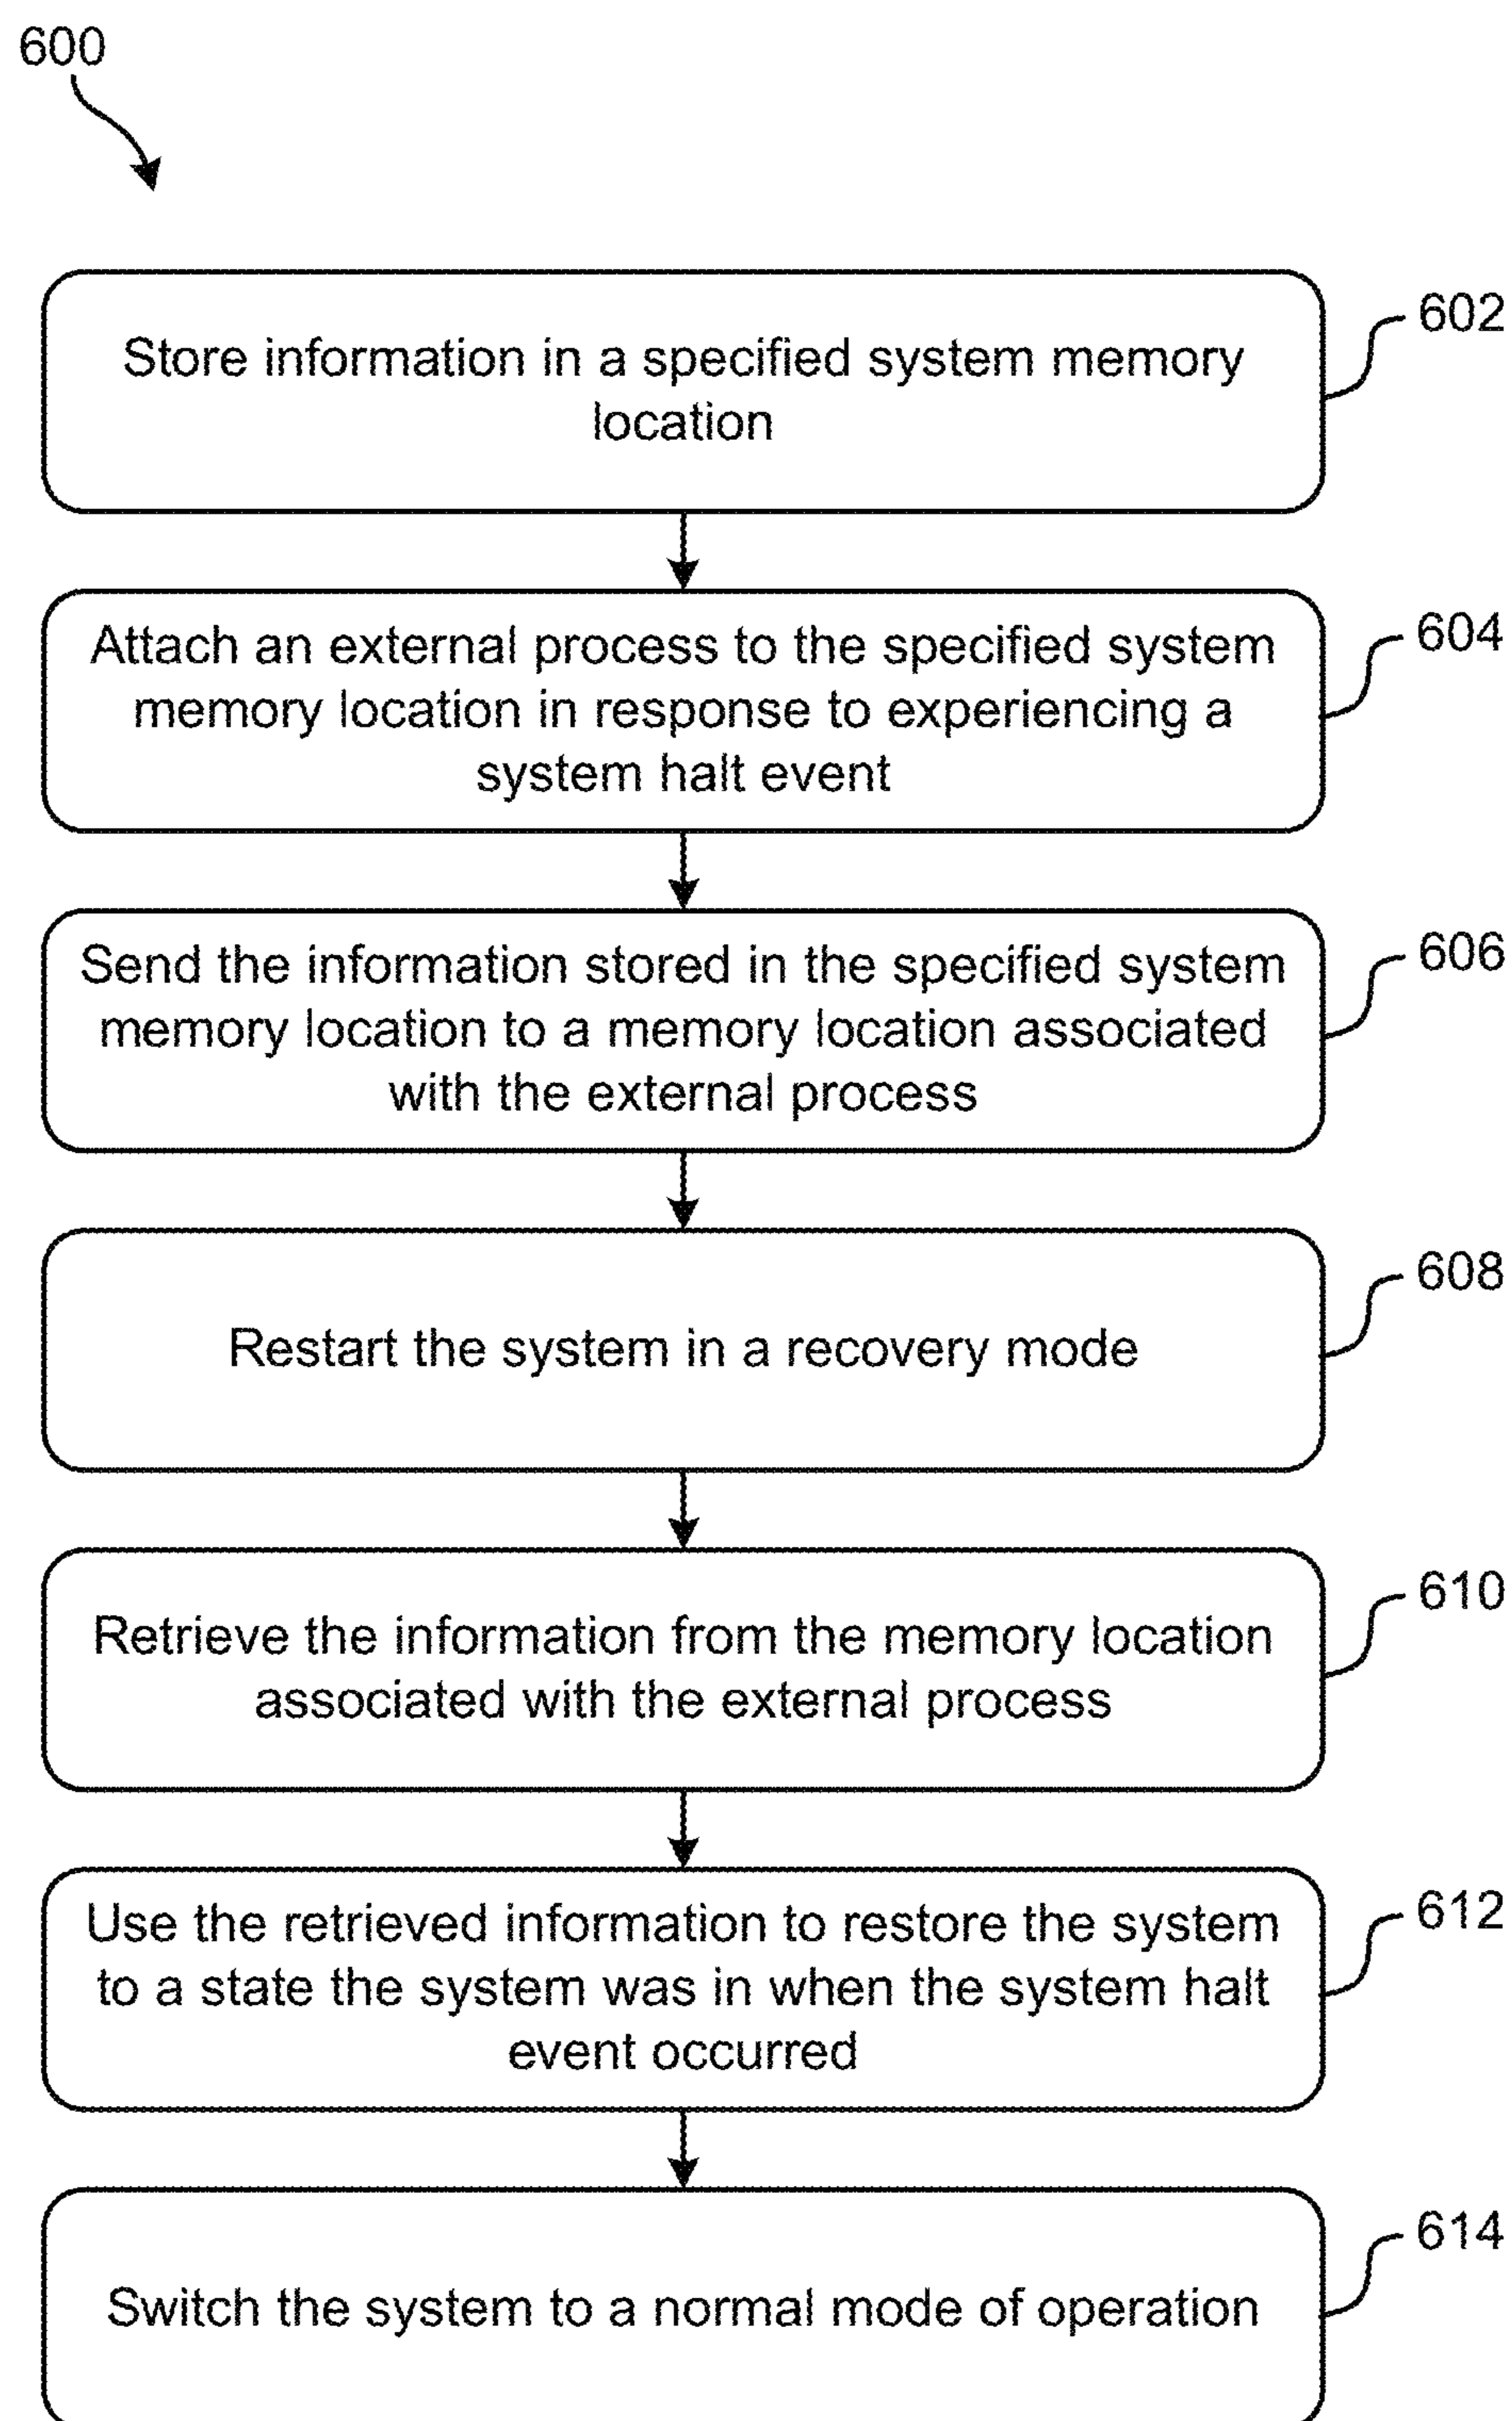 600
Store information in a specified system memory
location
602
Attach an external process to the specified system
memory location in response to experiencing a
system halt event
604
Send the information stored in the specified system
memory location to a memory location associated
with the external process
606
Restart the system in a recovery mode
608
Retrieve the information from the memory location
associated with the external process
610
Use the retrieved information to restore the system
to a state the system was in when the system halt
event occurred
612
Switch the system to a normal mode of operation
614